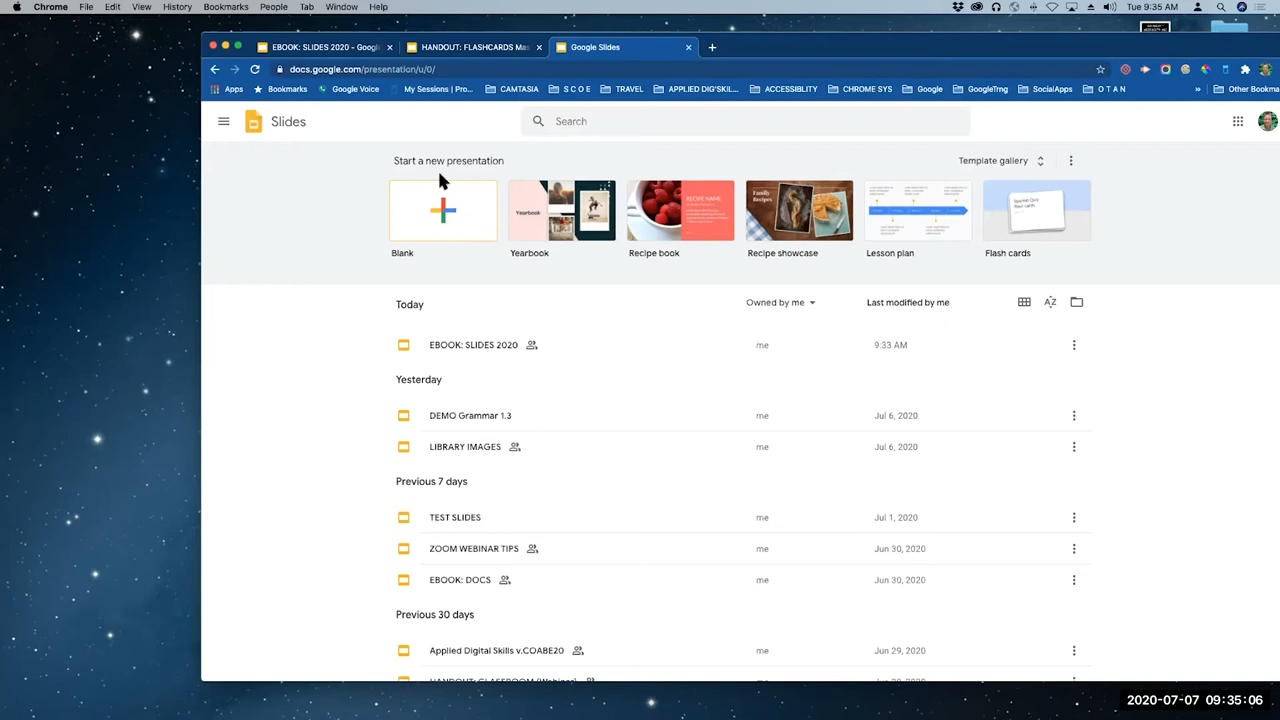 Chrome File Edit View History Bookmarks People Tab Window Help Tue 9:35 AM
EBOOK: SLIDES 2020 - Googl HANDOUT: FLASHCARDS Mas Google Slides
docs.google.com/presentation/u/0/
Apps Bookmarks Google Voice My Sessions | Pro... CAMTASIA S C O E TRAVEL APPLIED DIG'SKIL... ACCESSIBLITY CHROME SYS Google GoogleTrng SocialApps O T A N » Other Bookma
Slides Search
Start a new presentation Template gallery
Yearbook RECIPE NAME Family Recipes
Blank Yearbook Recipe book Recipe showcase Lesson plan Flash cards
Today Owned by me Last modified by me
EBOOK: SLIDES 2020 me 9:33 AM
Yesterday
DEMO Grammar 1.3 me Jul 6, 2020
LIBRARY IMAGES me Jul 6, 2020
Previous 7 days
TEST SLIDES me Jul 1, 2020
ZOOM WEBINAR TIPS me Jun 30, 2020
EBOOK: DOCS me Jun 30, 2020
Previous 30 days
Applied Digital Skills v.COABE20 me Jun 29, 2020
2020-07-07 09:35:06